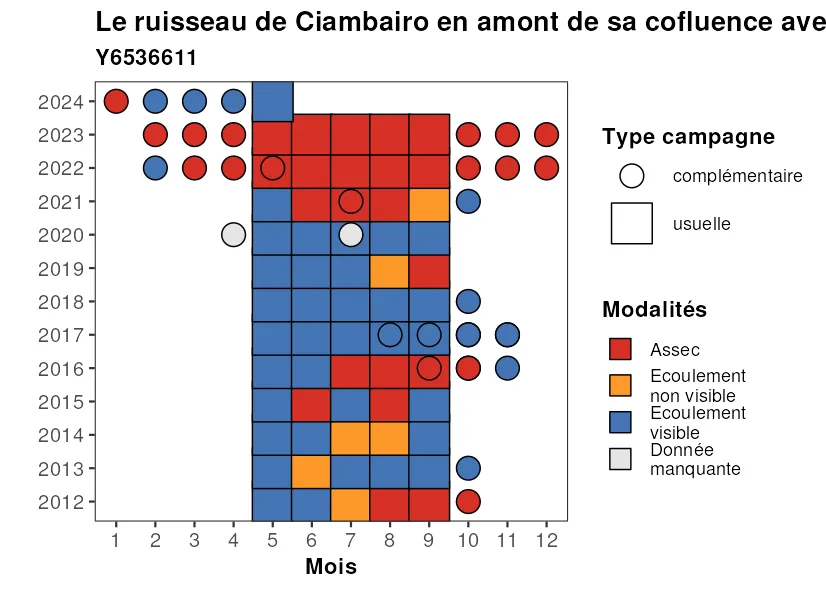 Le ruisseau de Ciambairo en amont de sa cofluence ave
Y6536611
2024
2023
2022
2021
2020
2019
2018
2017
2016
2015
2014
2013
2012
1 2 3 4 5 6 7 8 9 10 11 12
Mois
Type campagne
complémentaire
usuelle
Modalités
Assec
Ecoulement
non visible
Ecoulement
visible
Donnée
manquante